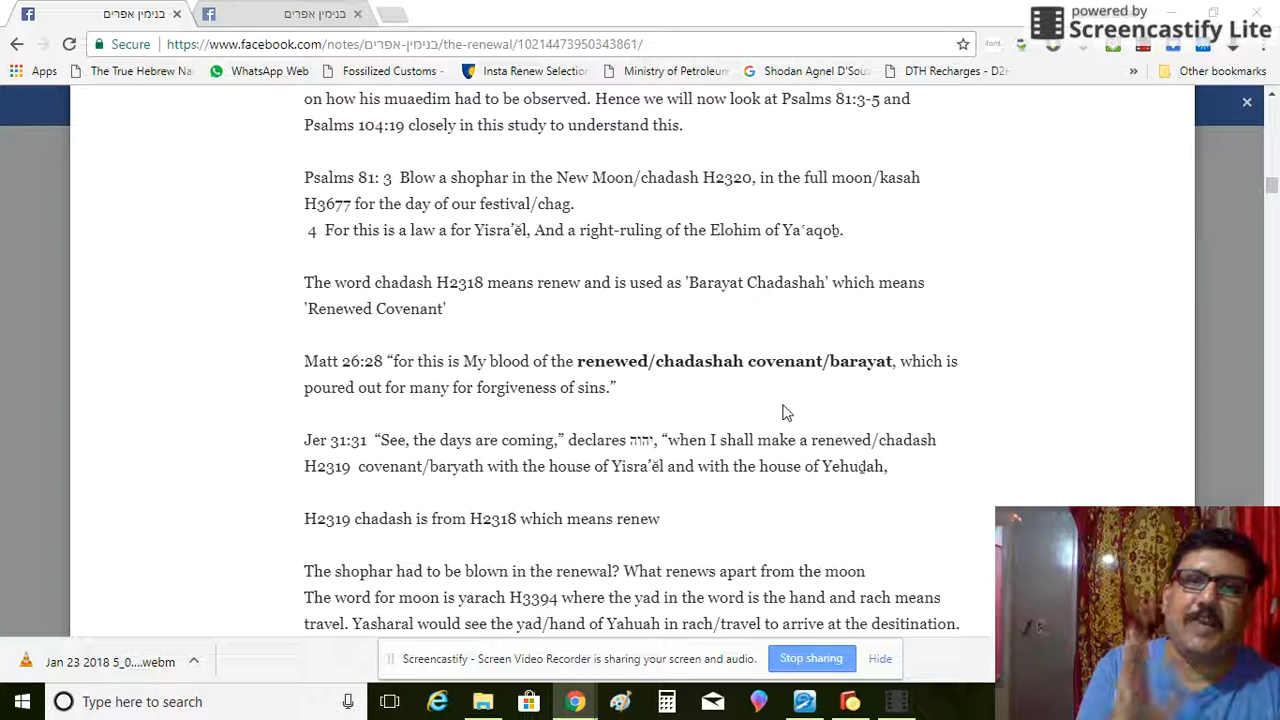 בנימין אפרים
בנימין אפרים
powered by
Screencastify Lite
Secure
https://www.facebook.com/notes/בנימין-אפרים/the-renewal/10214473950343861/
font
Apps
The True Hebrew Na
WhatsApp Web
Fossilized Customs -
Insta Renew Selection
Ministry of Petroleum
Shodan Agnel D'Sou
DTH Recharges - D2H
»
Other bookmarks
on how his muaedim had to be observed. Hence we will now look at Psalms 81:3-5 and
Psalms 104:19 closely in this study to understand this.
Psalms 81: 3 Blow a shophar in the New Moon/chadash H2320, in the full moon/kasah
H3677 for the day of our festival/chag.
4 For this is a law a for Yisra’ĕl, And a right-ruling of the Elohim of Ya‛aqoḇ.
The word chadash H2318 means renew and is used as 'Barayat Chadashah' which means
'Renewed Covenant'
Matt 26:28 “for this is My blood of the renewed/chadashah covenant/barayat, which is
poured out for many for forgiveness of sins.”
Jer 31:31 “See, the days are coming,” declares יהוה, “when I shall make a renewed/chadash
H2319 covenant/baryath with the house of Yisra’ĕl and with the house of Yehuḏah,
H2319 chadash is from H2318 which means renew
The shophar had to be blown in the renewal? What renews apart from the moon
The word for moon is yarach H3394 where the yad in the word is the hand and rach means
travel. Yasharal would see the yad/hand of Yahuah in rach/travel to arrive at the desitination.
Jan 23 2018 5_0....webm
Screencastify - Screen Video Recorder is sharing your screen and audio.
Stop sharing
Hide
Type here to search